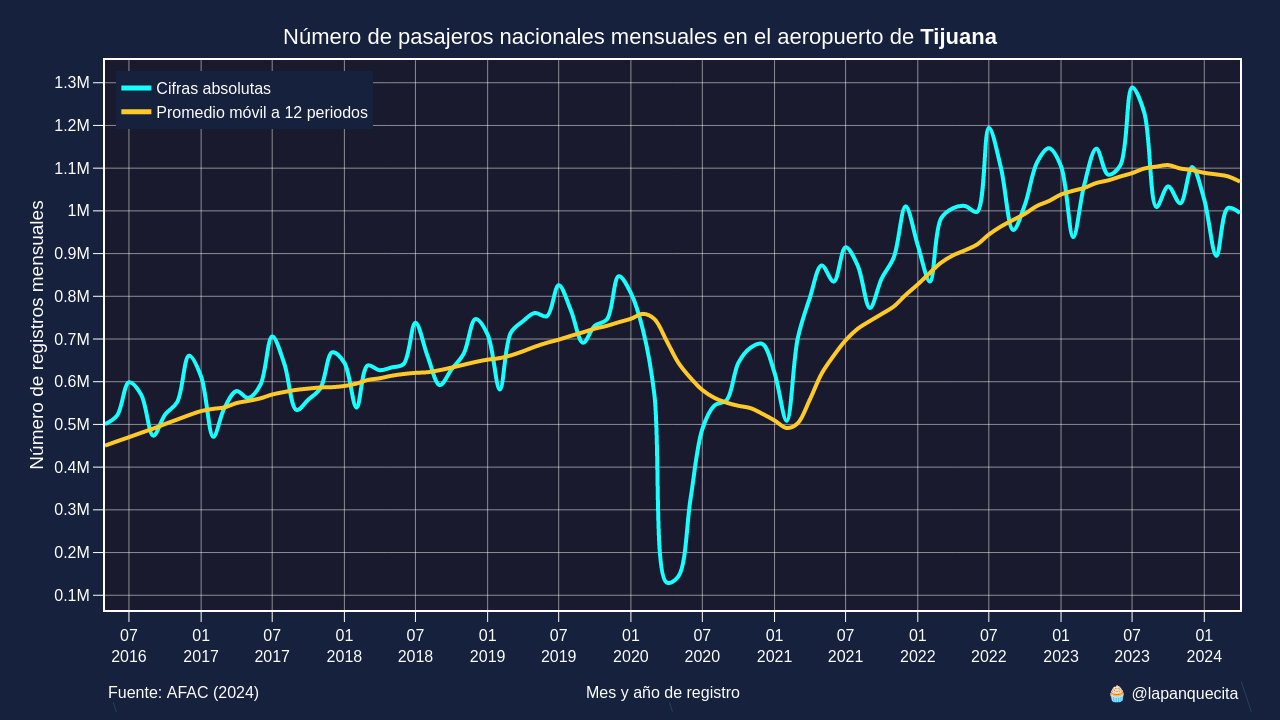 Número de pasajeros nacionales mensuales en el aeropuerto de Tijuana
Cifras absolutas
Promedio móvil a 12 periodos
Número de registros mensuales
1.3M
1.2M
1.1M
1M
0.9M
0.8M
0.7M
0.6M
0.5M
0.4M
0.3M
0.2M
0.1M
07 01 07 01 07 01 07 01 07 01 07 01 07 01 07 01
2016 2017 2017 2018 2018 2019 2019 2020 2020 2021 2021 2022 2022 2023 2023 2024
Fuente: AFAC (2024) Mes y año de registro 🧁 @lapanquecita